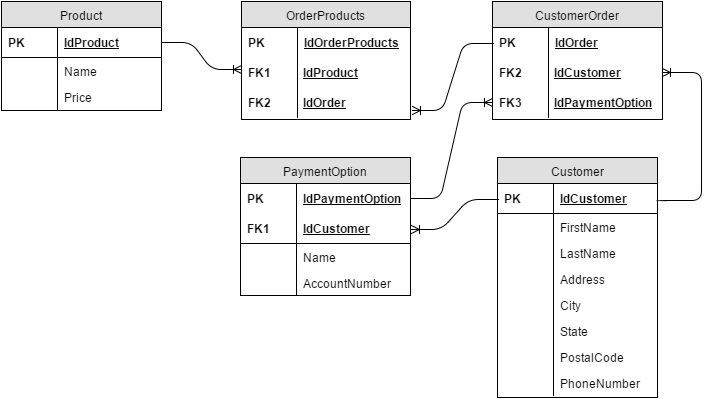 Product
PK IdProduct
Name
Price
OrderProducts
PK IdOrderProducts
FK1 IdProduct
FK2 IdOrder
CustomerOrder
PK IdOrder
FK2 IdCustomer
FK3 IdPaymentOption
PaymentOption
PK IdPaymentOption
FK1 IdCustomer
Name
AccountNumber
Customer
PK IdCustomer
FirstName
LastName
Address
City
State
PostalCode
PhoneNumber